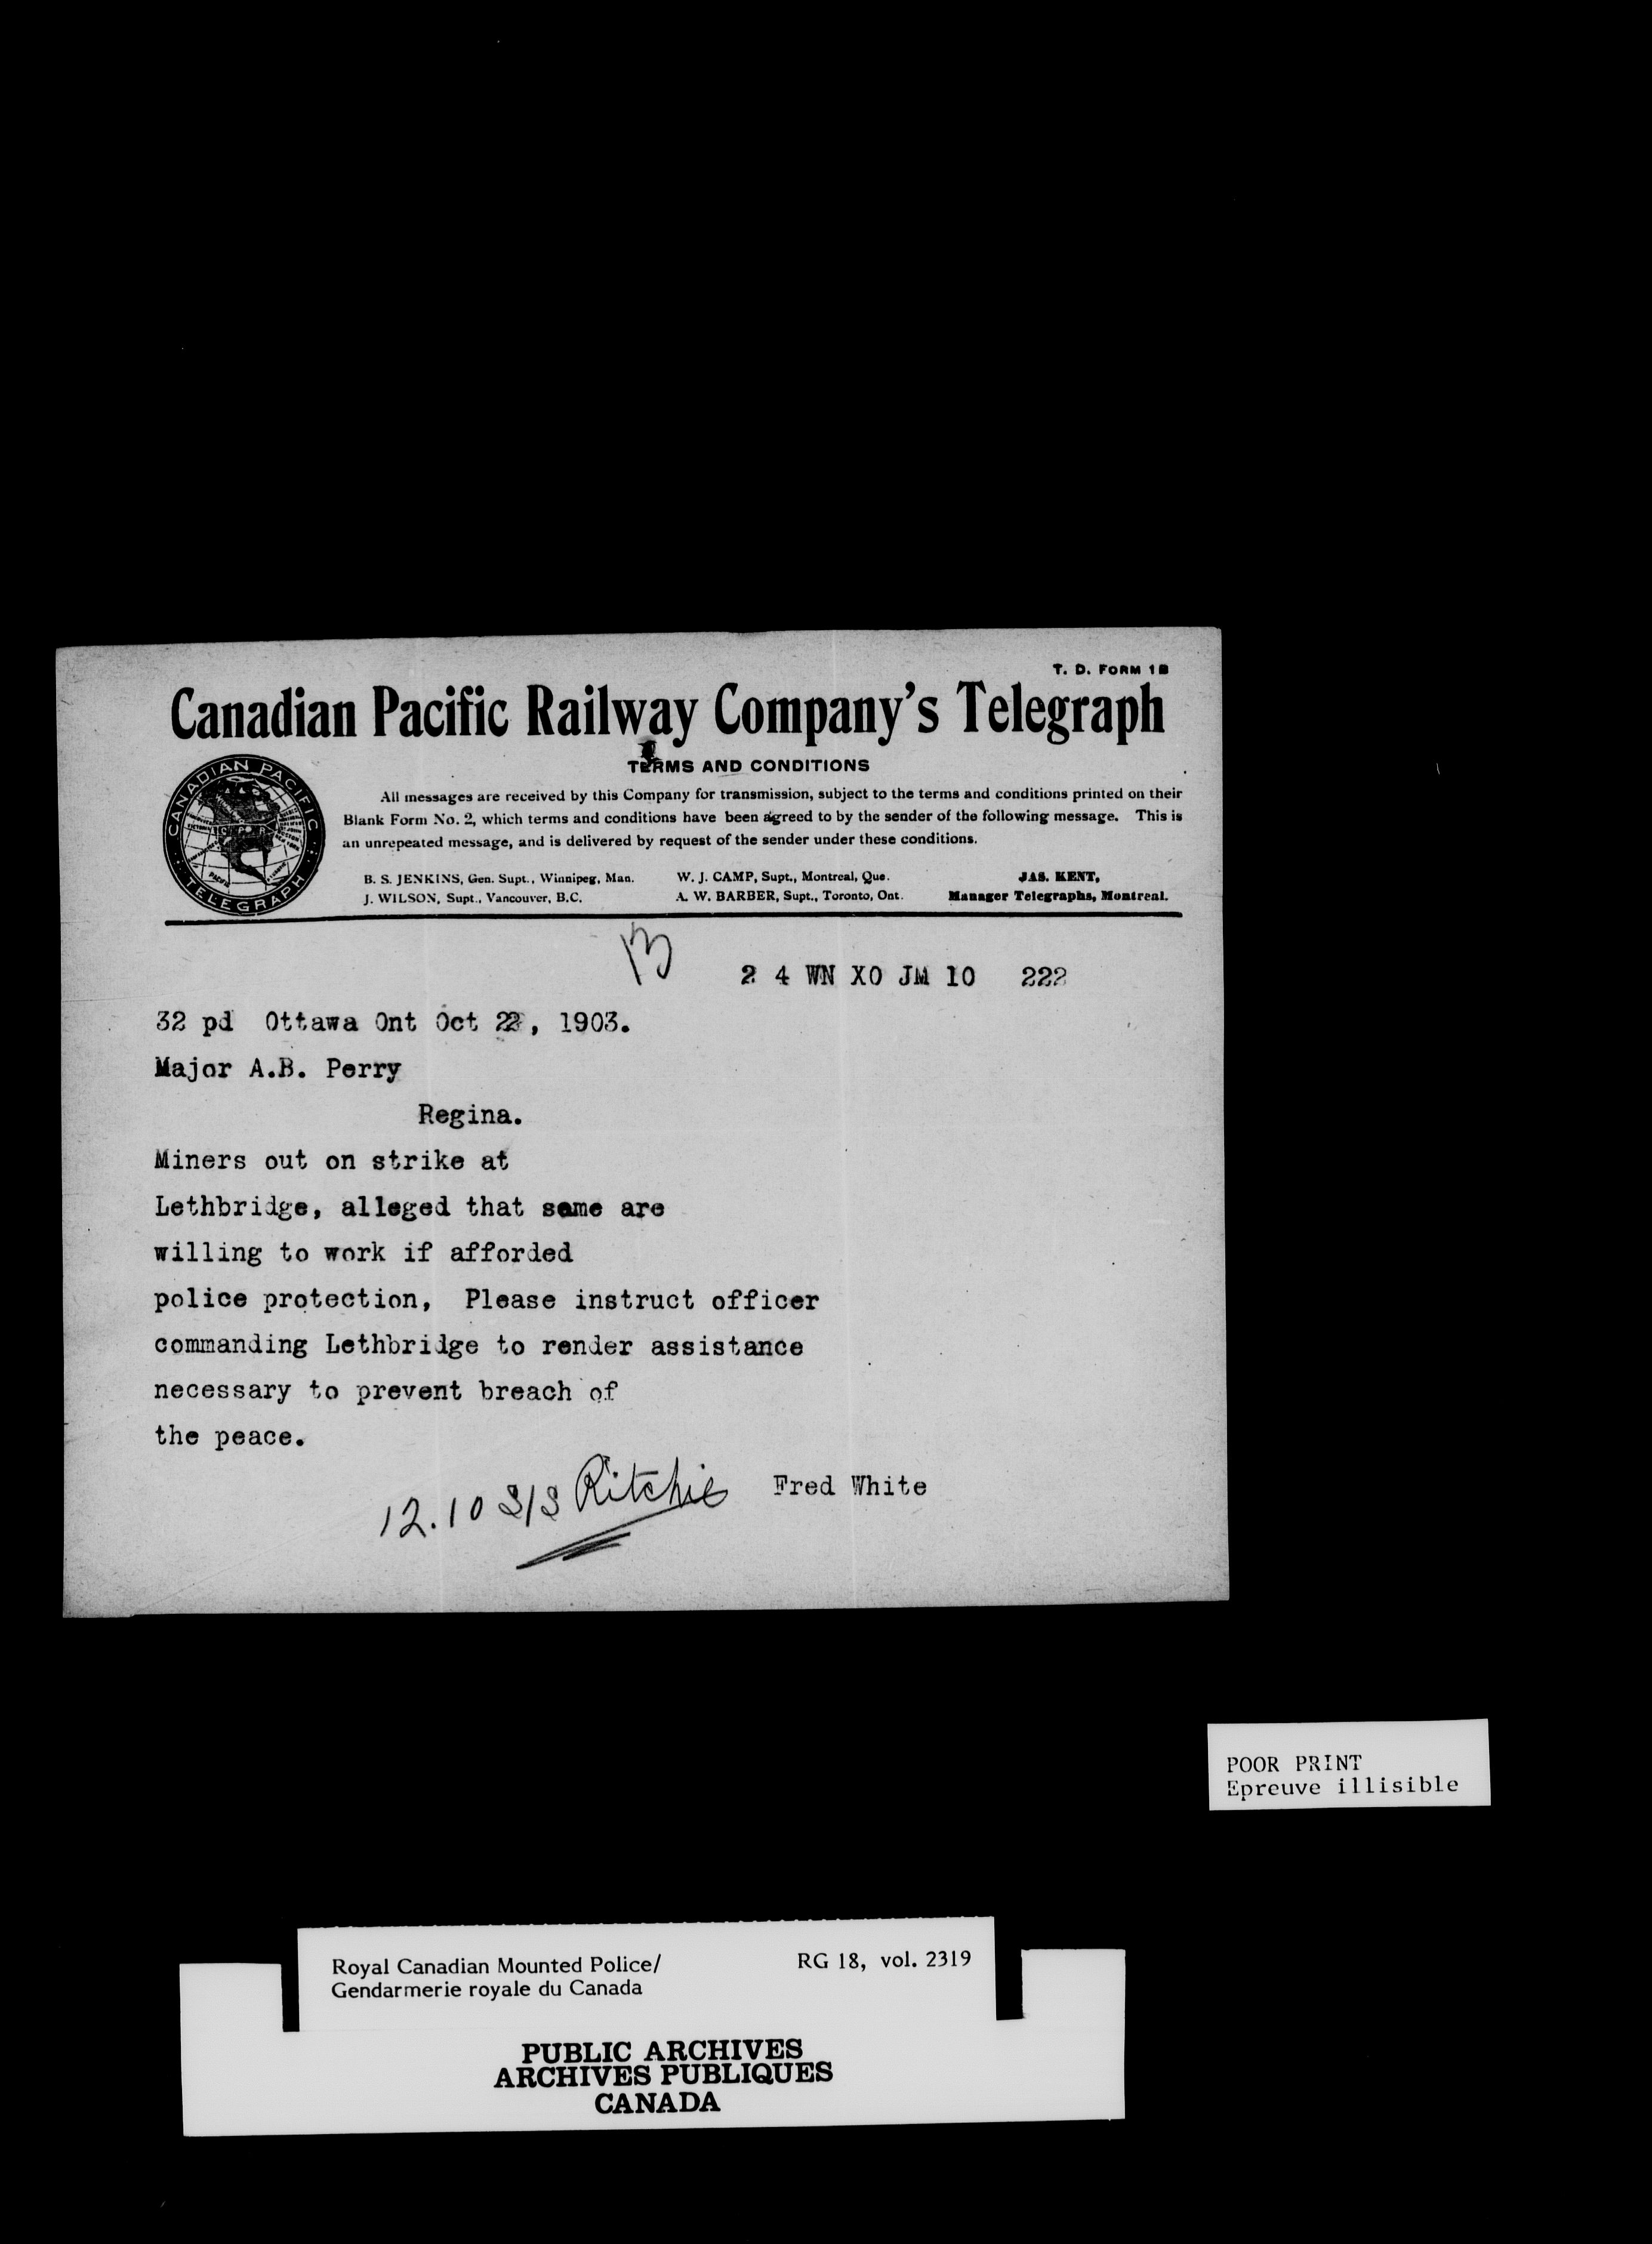 T. D. FORM 1B
Canadian Pacific Railway Company's Telegraph
TERMS AND CONDITIONS
All messages are received by this Company for transmission, subject to the terms and conditions printed on their
Blank Form No. 2, which terms and conditions have been agreed to by the sender of the following message. This is
an unrepeated message, and is delivered by request of the sender under these conditions.
B. S. JENKINS, Gen. Supt., Winnipeg, Man.
J. WILSON, Supt., Vancouver, B.C.
W. J. CAMP, Supt., Montreal, Que.
A. W. BARBER, Supt., Toronto, Ont.
JAS. KENT,
Manager Telegraphs, Montreal.
CANADIAN PACIFIC
TELEGRAPH
13
2 4 WN XO JM 10 222
32 pd Ottawa Ont Oct 22, 1903.
Major A.B. Perry
Regina.
Miners out on strike at
Lethbridge, alleged that some are
willing to work if afforded
police protection, Please instruct officer
commanding Lethbridge to render assistance
necessary to prevent breach of
the peace.
Fred White
12.10 S/S Ritchie
POOR PRINT
Epreuve illisible
Royal Canadian Mounted Police/
Gendarmerie royale du Canada
RG 18, vol. 2319
PUBLIC ARCHIVES
ARCHIVES PUBLIQUES
CANADA